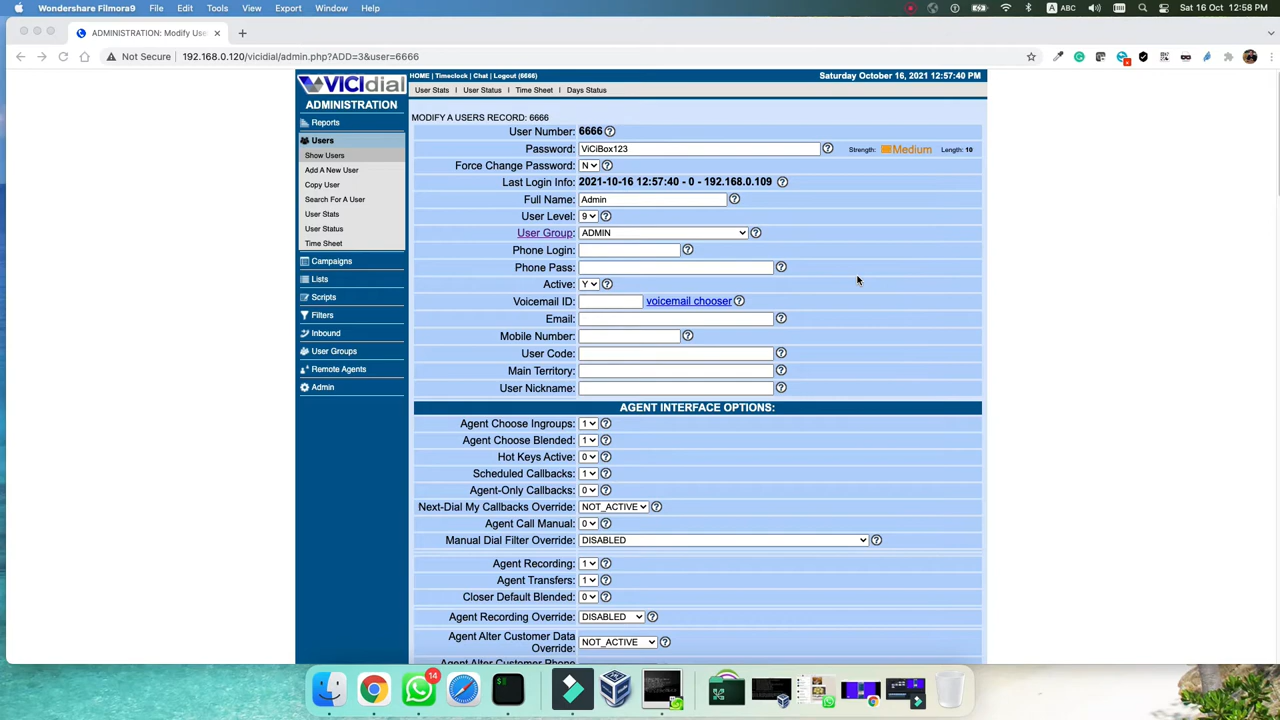 Wondershare Filmora9 File Edit Tools View Export Window Help ABC Sat 16 Oct 12:58 PM
ADMINISTRATION: Modify Use
Not Secure 192.168.0.120/vicidial/admin.php?ADD=3&user=6666
VICIdial
HOME | Timeclock | Chat | Logout (6666) Saturday October 16, 2021 12:57:40 PM
User Stats | User Status | Time Sheet | Days Status
ADMINISTRATION
Reports
Users
Show Users
Add A New User
Copy User
Search For A User
User Stats
User Status
Time Sheet
Campaigns
Lists
Scripts
Filters
Inbound
User Groups
Remote Agents
Admin
MODIFY A USERS RECORD: 6666
User Number: 6666
Password: ViCiBox123 Strength: Medium Length: 10
Force Change Password: N
Last Login Info: 2021-10-16 12:57:40 - 0 - 192.168.0.109
Full Name: Admin
User Level: 9
User Group: ADMIN
Phone Login:
Phone Pass:
Active: Y
Voicemail ID: voicemail chooser
Email:
Mobile Number:
User Code:
Main Territory:
User Nickname:
AGENT INTERFACE OPTIONS:
Agent Choose Ingroups: 1
Agent Choose Blended: 1
Hot Keys Active: 0
Scheduled Callbacks: 1
Agent-Only Callbacks: 0
Next-Dial My Callbacks Override: NOT_ACTIVE
Agent Call Manual: 0
Manual Dial Filter Override: DISABLED
Agent Recording: 1
Agent Transfers: 1
Closer Default Blended: 0
Agent Recording Override: DISABLED
Agent Alter Customer Data
Override: NOT_ACTIVE
Agent Alter Customer Phone
14